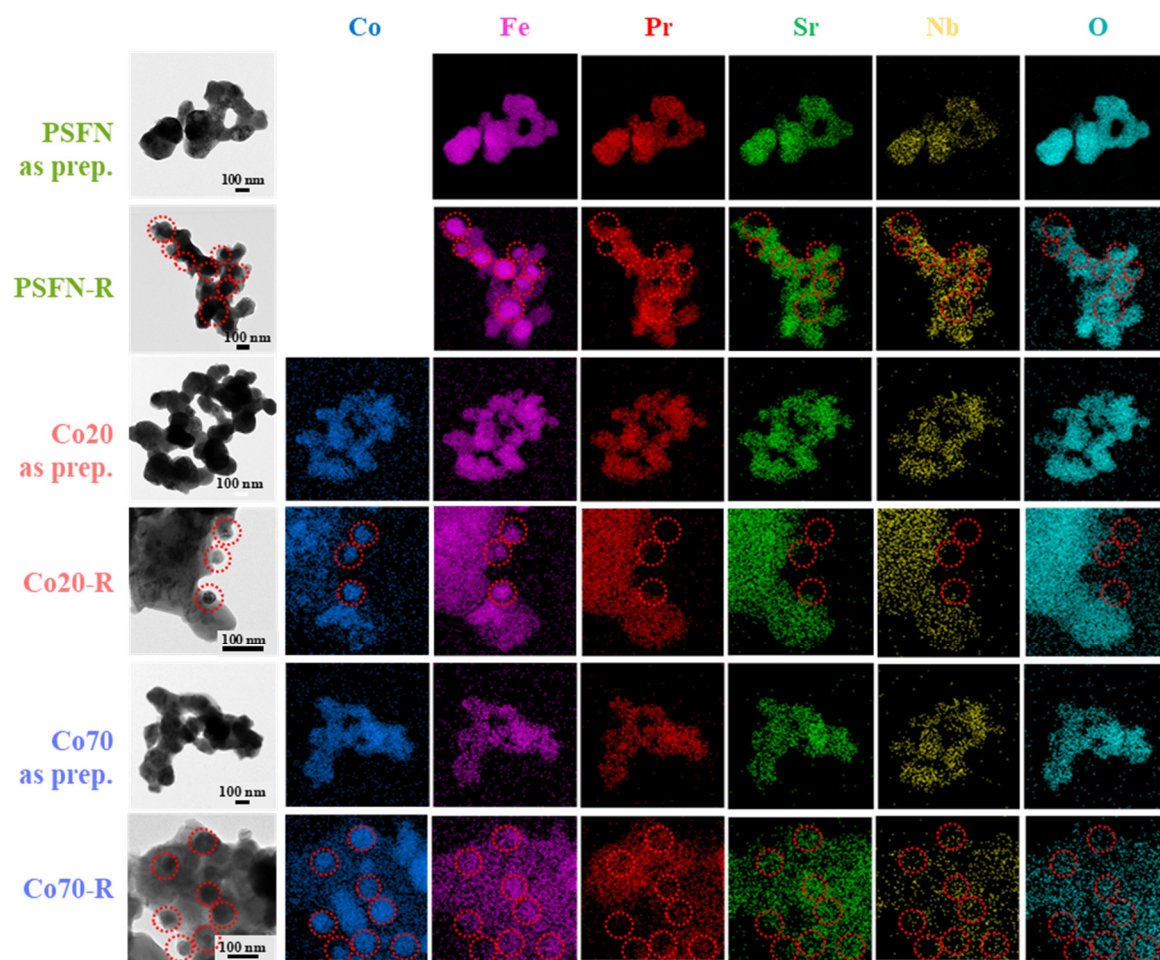 Co Fe Pr Sr Nb O
PSFN
as prep.
100 nm
PSFN-R
100 nm
Co20
as prep.
100 nm
Co20-R
100 nm
Co70
as prep.
100 nm
Co70-R
100 nm